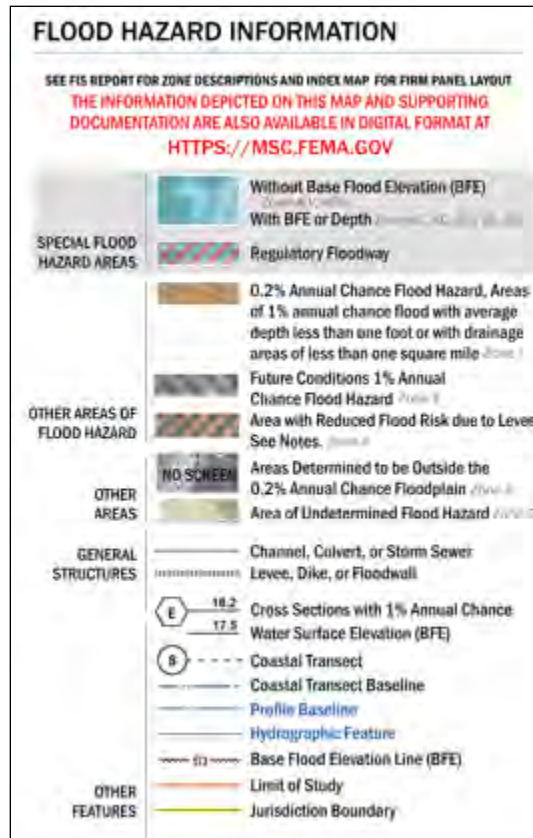 FLOOD HAZARD INFORMATION
SEE FIS REPORT FOR ZONE DESCRIPTIONS AND INDEX MAP FOR FIRM PANEL LAYOUT
THE INFORMATION DEPICTED ON THIS MAP AND SUPPORTING
DOCUMENTATION ARE ALSO AVAILABLE IN DIGITAL FORMAT AT
HTTPS://MSC.FEMA.GOV
SPECIAL FLOOD
HAZARD AREAS
Without Base Flood Elevation (BFE)
With BFE or Depth
Regulatory Floodway
OTHER AREAS OF
FLOOD HAZARD
0.2% Annual Chance Flood Hazard, Areas
of 1% annual chance flood with average
depth less than one foot or with drainage
areas of less than one square mile
Future Conditions 1% Annual
Chance Flood Hazard
Area with Reduced Flood Risk due to Levee
See Notes.
OTHER
AREAS
NO SCREEN
Areas Determined to be Outside the
0.2% Annual Chance Floodplain
Area of Undetermined Flood Hazard
GENERAL
STRUCTURES
Channel, Culvert, or Storm Sewer
Levee, Dike, or Floodwall
OTHER
FEATURES
E 18.2 Cross Sections with 1% Annual Chance
17.5 Water Surface Elevation (BFE)
8 Coastal Transect
Coastal Transect Baseline
Profile Baseline
Hydrographic Feature
Base Flood Elevation Line (BFE)
Limit of Study
Jurisdiction Boundary